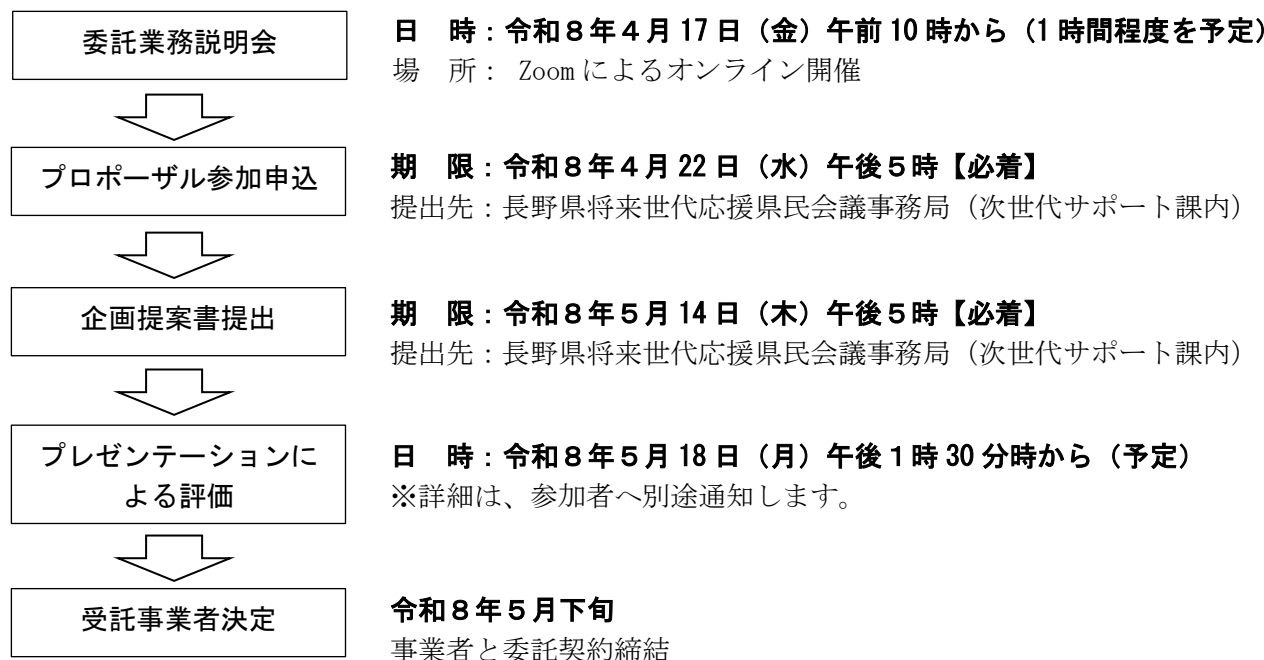 委託業務説明会
日　時：令和８年４月17日（金）午前10時から（1時間程度を予定）
場　所： Zoomによるオンライン開催
プロポーザル参加申込
期　限：令和８年４月22日（水）午後５時【必着】
提出先：長野県将来世代応援県民会議事務局（次世代サポート課内）
企画提案書提出
期　限：令和８年５月14日（木）午後５時【必着】
提出先：長野県将来世代応援県民会議事務局（次世代サポート課内）
プレゼンテーションに
よる評価
日　時：令和８年５月18日（月）午後１時30分時から（予定）
※詳細は、参加者へ別途通知します。
受託事業者決定
令和８年５月下旬
事業者と委託契約締結